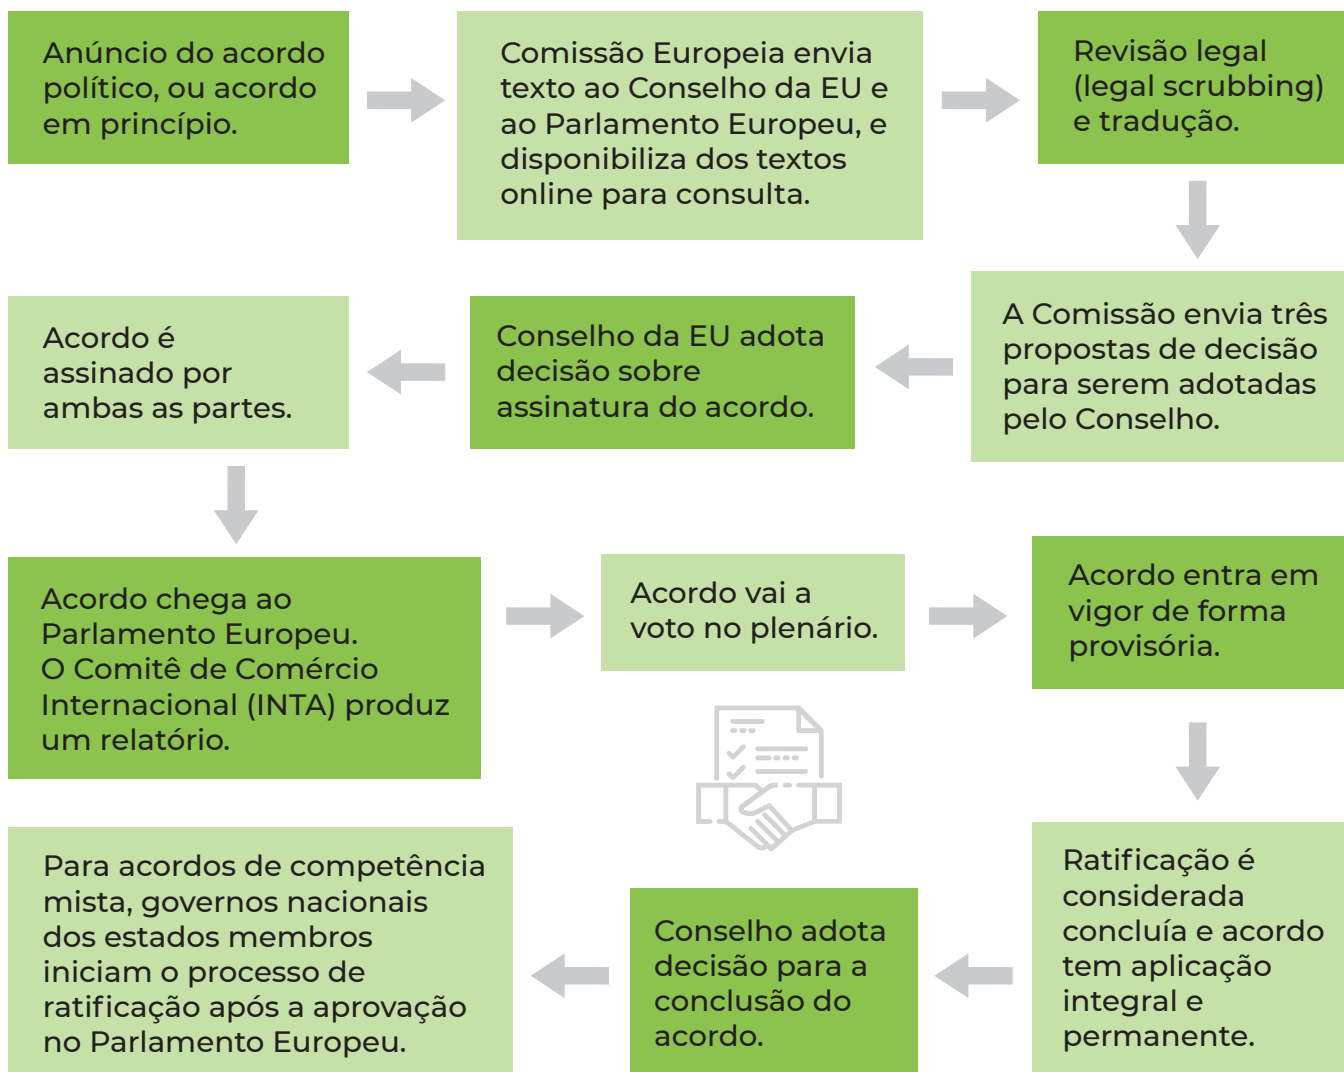 Anúncio do acordo
político, ou acordo
em princípio.
Comissão Europeia envia
texto ao Conselho da EU e
ao Parlamento Europeu, e
disponibiliza dos textos
online para consulta.
Revisão legal
(legal scrubbing)
e tradução.
A Comissão envia três
propostas de decisão
para serem adotadas
pelo Conselho.
Conselho da EU adota
decisão sobre
assinatura do acordo.
Acordo é
assinado por
ambas as partes.
Acordo chega ao
Parlamento Europeu.
O Comitê de Comércio
Internacional (INTA) produz
um relatório.
Acordo vai a
voto no plenário.
Acordo entra em
vigor de forma
provisória.
Ratificação é
considerada
concluía e acordo
tem aplicação
integral e
permanente.
Conselho adota
decisão para a
conclusão do
acordo.
Para acordos de competência
mista, governos nacionais
dos estados membros
iniciam o processo de
ratificação após a aprovação
no Parlamento Europeu.